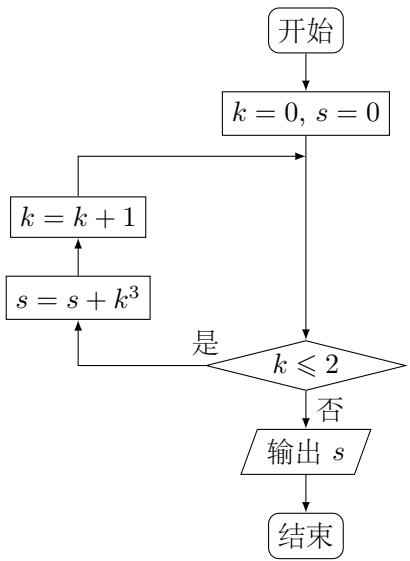 开始
k = 0, s = 0
k = k + 1
s = s + k³
是
k ⩽ 2
否
输出 s
结束